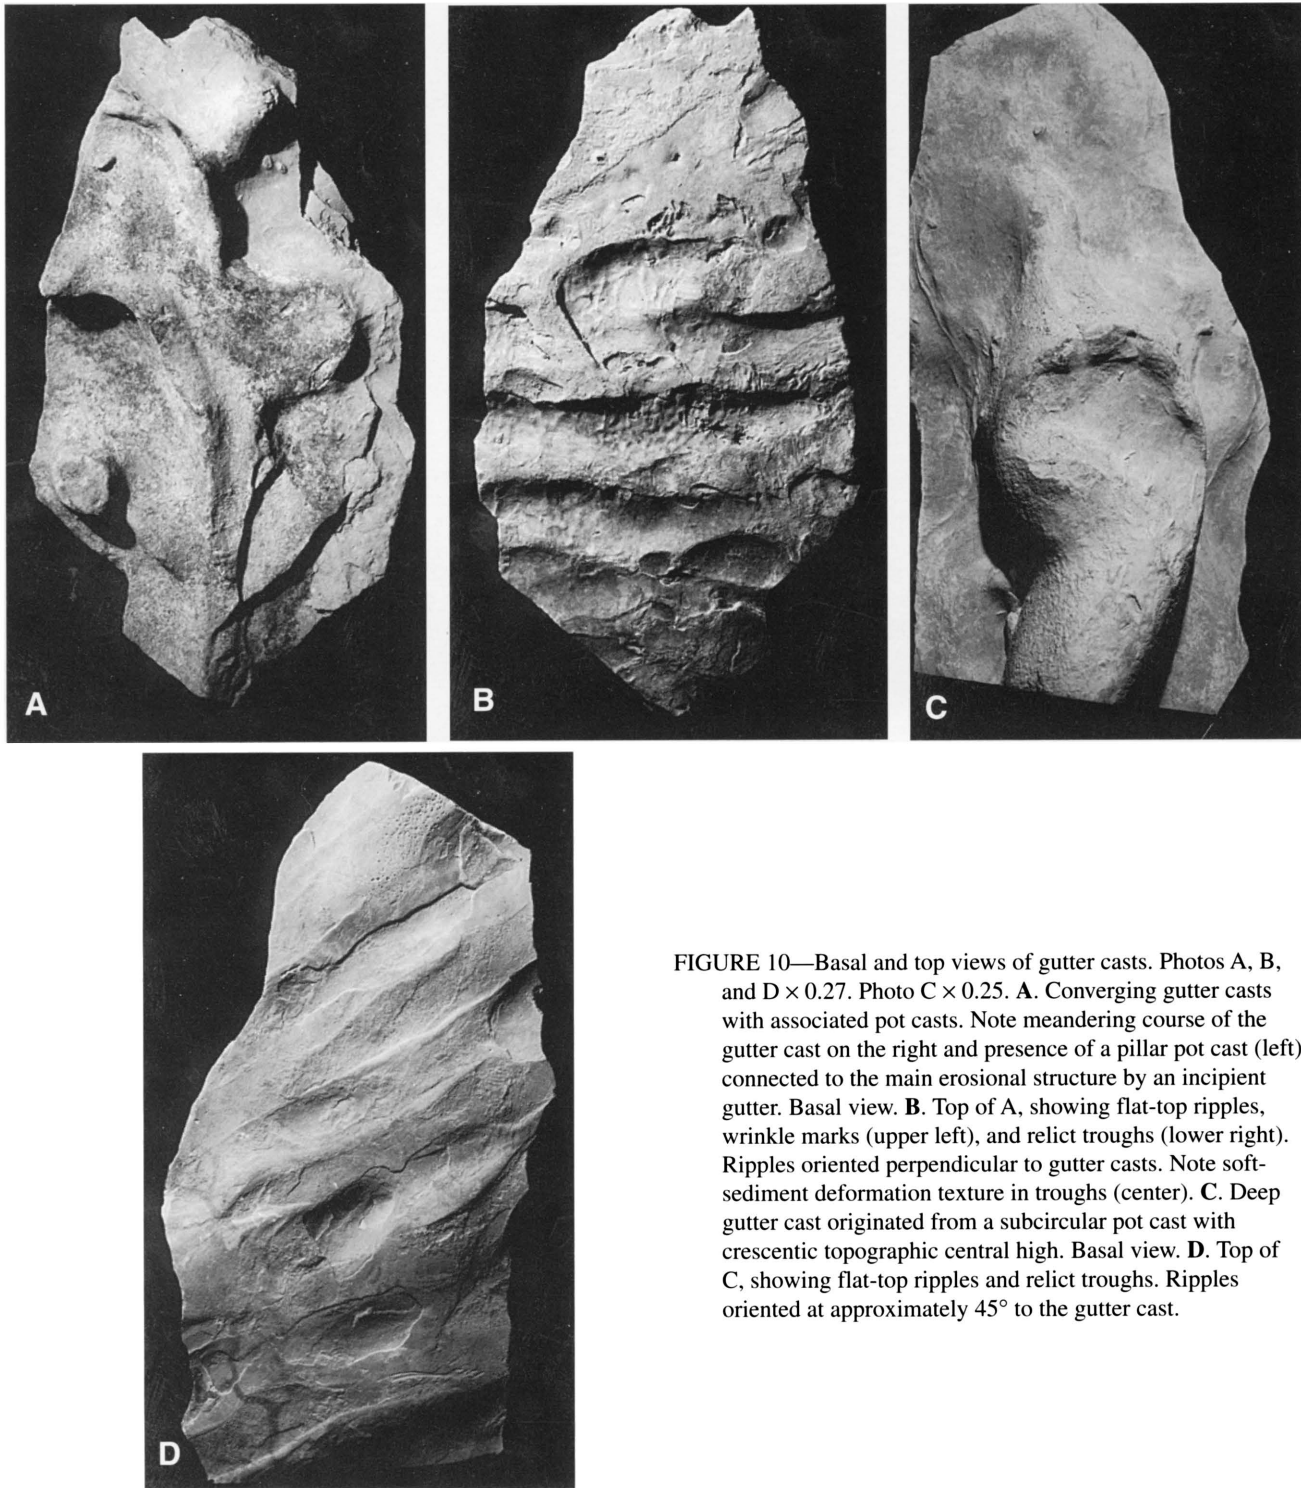 A
B
C
D
FIGURE 10—Basal and top views of gutter casts. Photos A, B,
and D × 0.27. Photo C × 0.25. A. Converging gutter casts
with associated pot casts. Note meandering course of the
gutter cast on the right and presence of a pillar pot cast (left)
connected to the main erosional structure by an incipient
gutter. Basal view. B. Top of A, showing flat-top ripples,
wrinkle marks (upper left), and relict troughs (lower right).
Ripples oriented perpendicular to gutter casts. Note soft-
sediment deformation texture in troughs (center). C. Deep
gutter cast originated from a subcircular pot cast with
crescentic topographic central high. Basal view. D. Top of
C, showing flat-top ripples and relict troughs. Ripples
oriented at approximately 45° to the gutter cast.